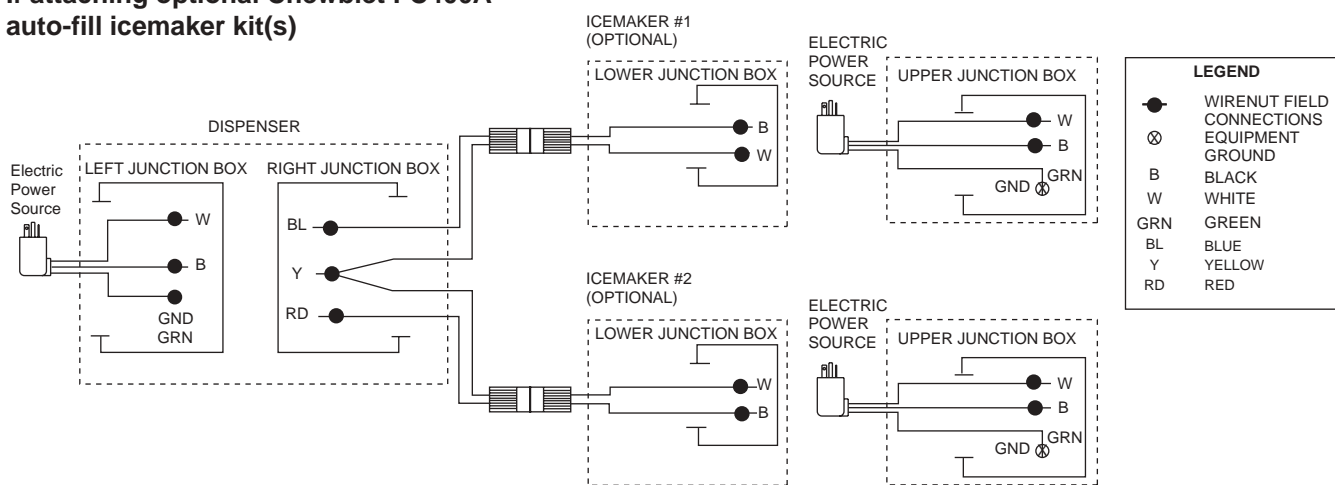 auto-fill icemaker kit(s)
ICEMAKER #1
(OPTIONAL)
LOWER JUNCTION BOX
B
W
ELECTRIC
POWER
SOURCE
UPPER JUNCTION BOX
W
B
GRN
GND
LEGEND
WIRENUT FIELD
CONNECTIONS
EQUIPMENT
GROUND
B BLACK
W WHITE
GRN GREEN
BL BLUE
Y YELLOW
RD RED
DISPENSER
Electric
Power
Source
LEFT JUNCTION BOX
W
B
GND
GRN
RIGHT JUNCTION BOX
BL
Y
RD
ICEMAKER #2
(OPTIONAL)
LOWER JUNCTION BOX
W
B
ELECTRIC
POWER
SOURCE
UPPER JUNCTION BOX
W
B
GRN
GND